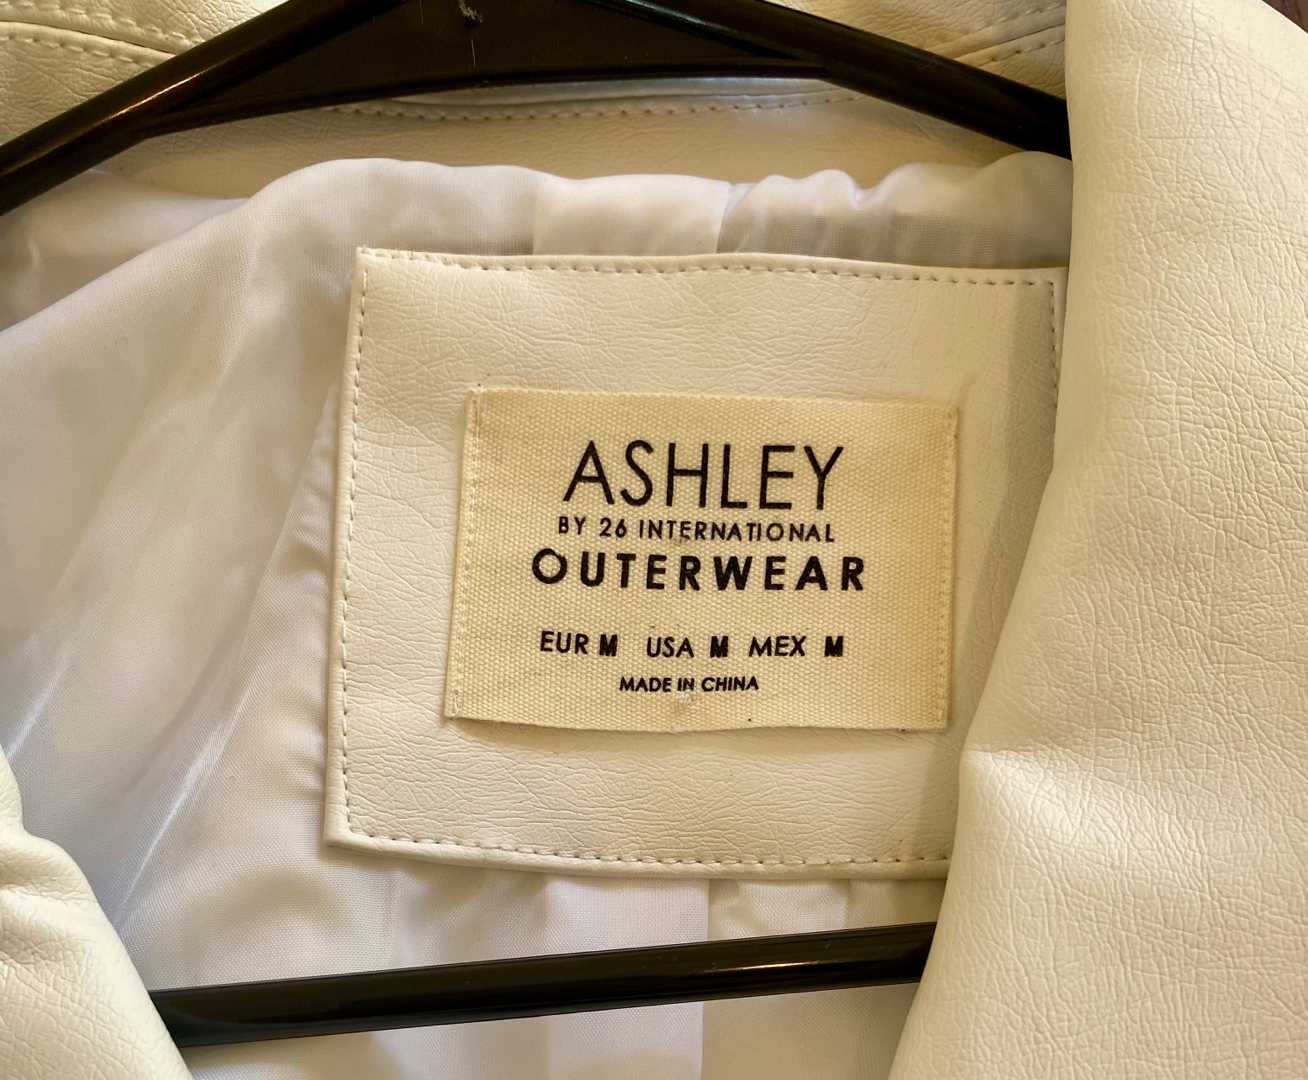 ASHLEY
BY 26 INTERNATIONAL
OUTERWEAR
EUR M USA M MEX M
MADE IN CHINA